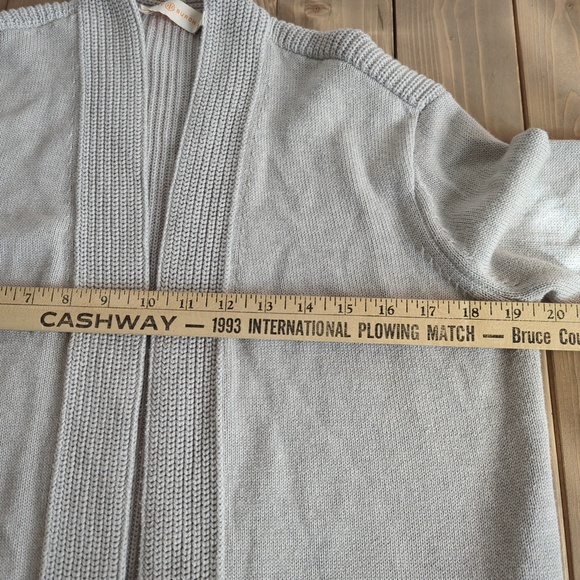 BURCH
7 8 9 10 11 12 13 14 15 16 17 18 19 20
CASHWAY — 1993 INTERNATIONAL PLOWING MATCH — Bruce Cou